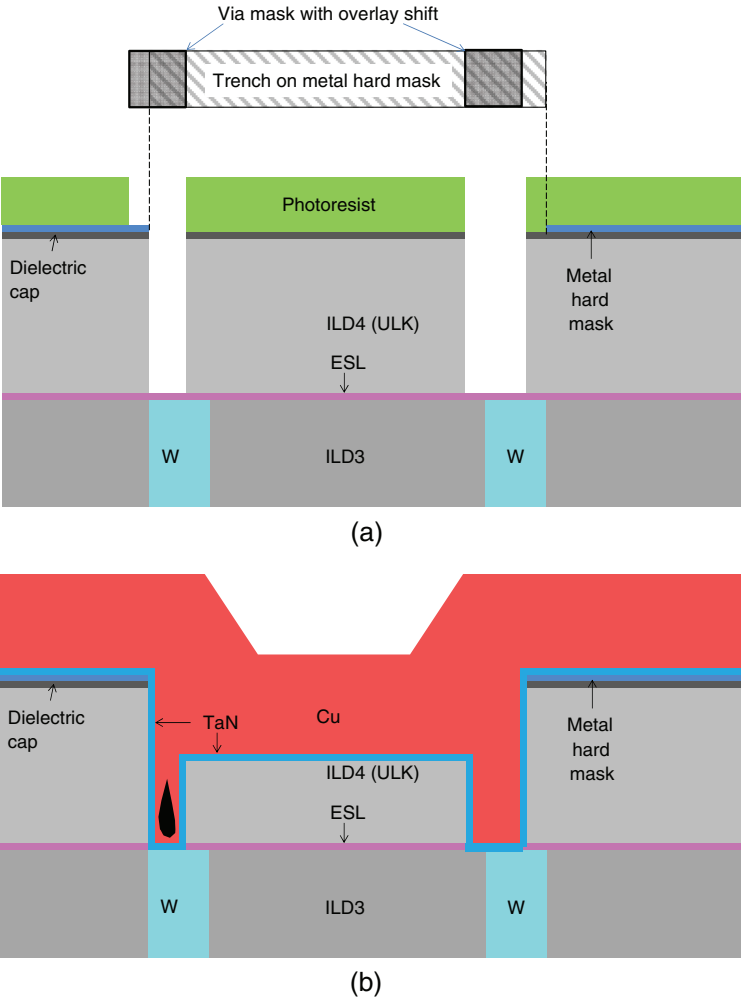 Via mask with overlay shift
Trench on metal hard mask
Photoresist
Dielectric
cap
Metal
hard
mask
ILD4 (ULK)
ESL
W
ILD3
W
(a)
Dielectric
cap
TaN
Cu
Metal
hard
mask
ILD4 (ULK)
ESL
W
ILD3
W
(b)